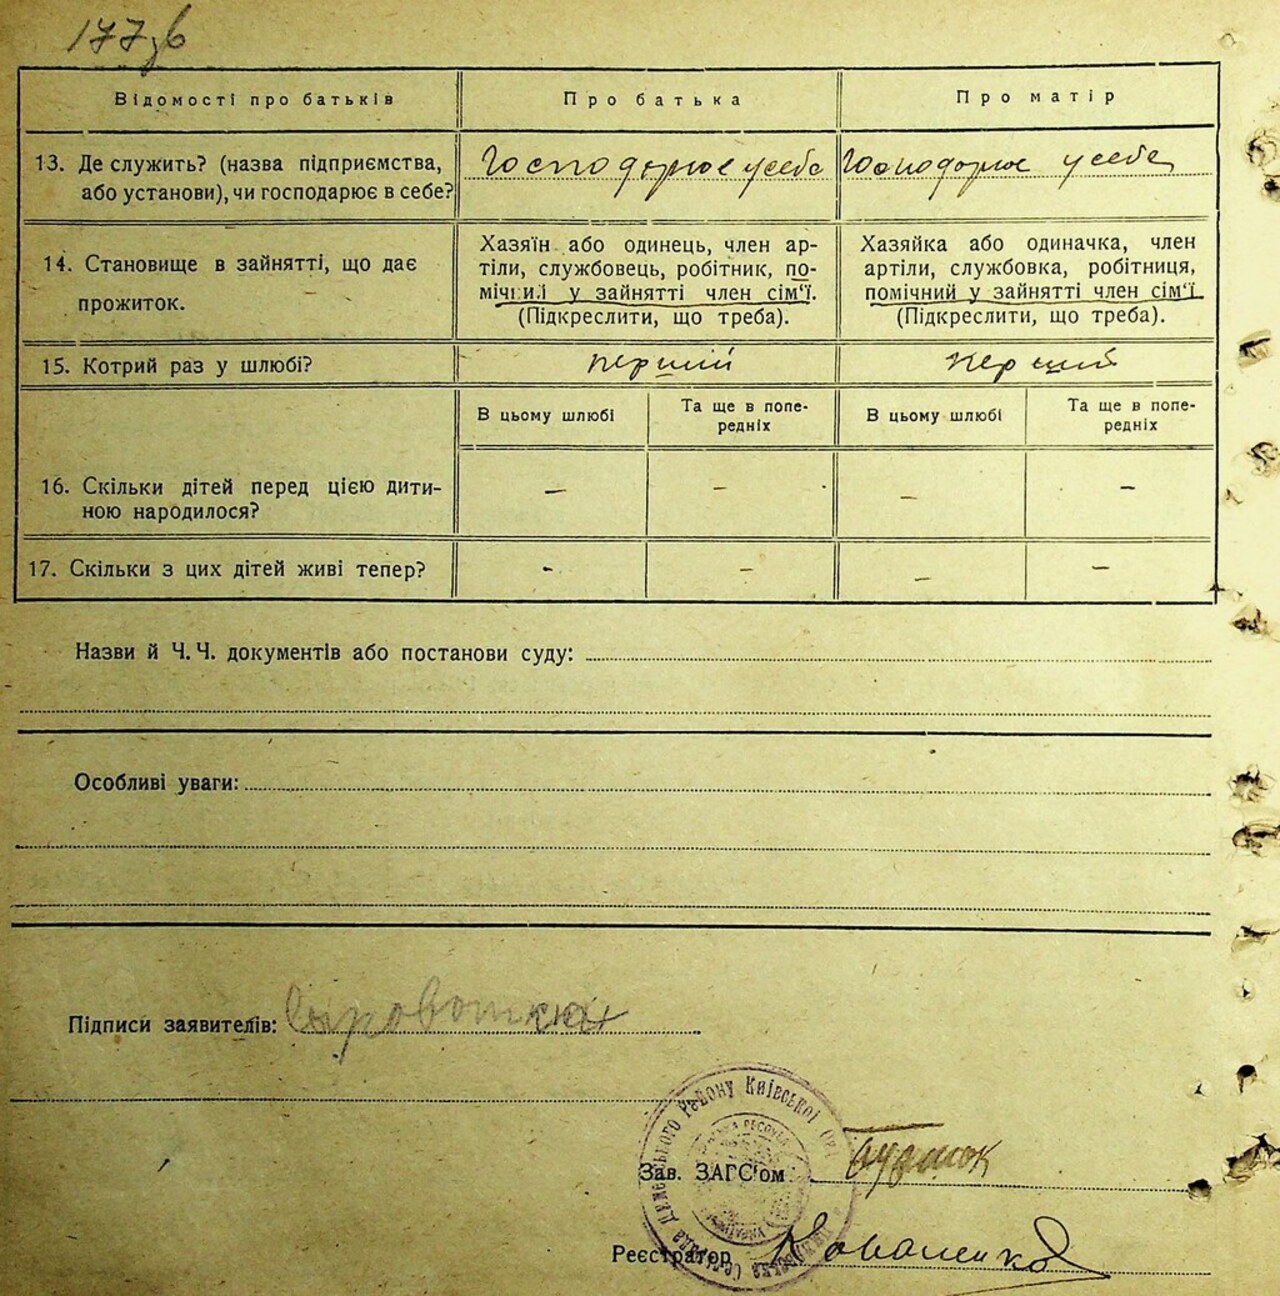 177зв
Відомості про батьків
Про батька
Про матір
13. Де служить? (назва підприємства,
або установи), чи господарює в себе?
Господарює у себе
Господарює у себе
14. Становище в зайнятті, що дає
прожиток.
Хазяїн або одинець, член ар-
тіли, службовець, робітник, по-
мічний у зайнятті член сім'ї.
(Підкреслити, що треба).
Хазяйка або одиначка, член
артіли, службовка, робітниця,
помічний у зайнятті член сім'ї.
(Підкреслити, що треба).
15. Котрий раз у шлюбі?
перший
перший
В цьому шлюбі
Та ще в попе-
редніх
В цьому шлюбі
Та ще в попе-
редніх
16. Скільки дітей перед цією дити-
ною народилося?
– – – –
17. Скільки з цих дітей живі тепер?
– – – –
Назви й Ч.Ч. документів або постанови суду:
Особливі уваги:
Підписи заявителів:
Району Київської
Зав. ЗАГС'ом
Реєстратор Коваленко